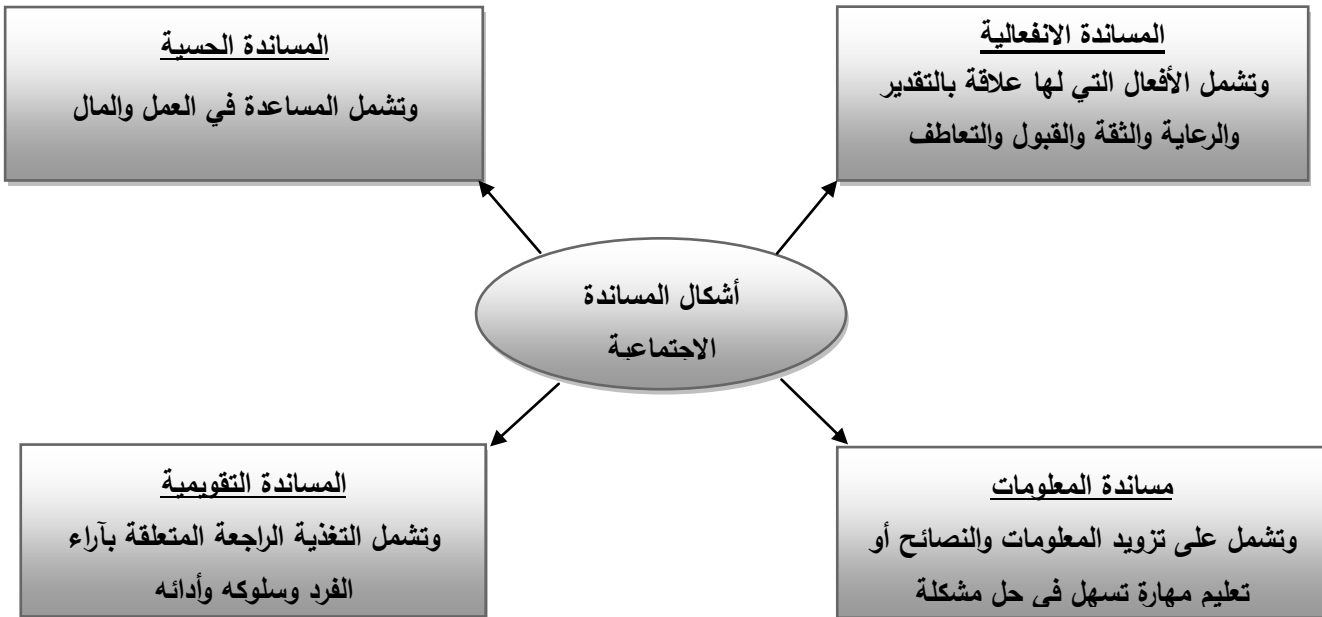 المساندة الانفعالية
وتشمل الأفعال التي لها علاقة بالتقدير
والرعاية والثقة والقبول والتعاطف
المساندة الحسية
وتشمل المساعدة في العمل والمال
أشكال المساندة
الاجتماعية
مساندة المعلومات
وتشمل على تزويد المعلومات والنصائح أو
تعليم مهارة تسهل في حل مشكلة
المساندة التقويمية
وتشمل التغذية الراجعة المتعلقة بآراء
الفرد وسلوكه وأدائه